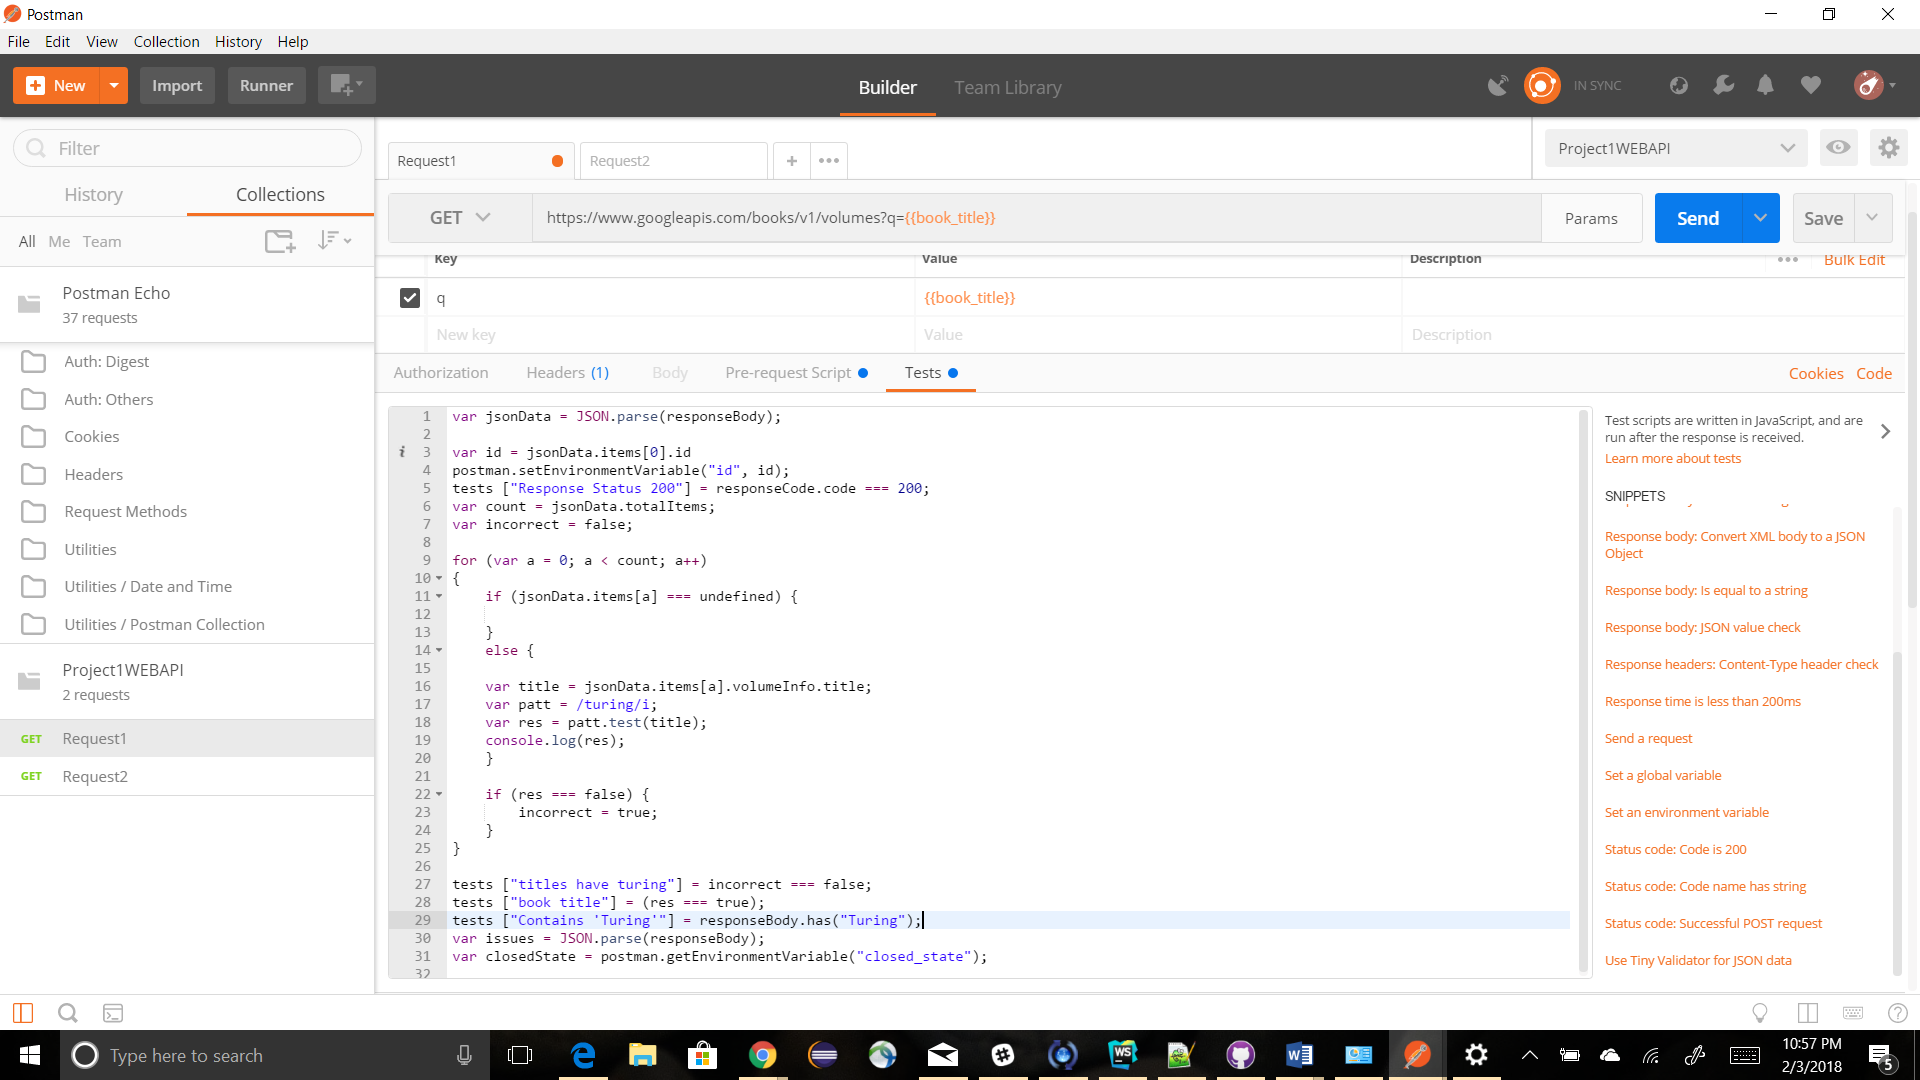 Postman
File Edit View Collection History Help
New Import Runner
Builder Team Library
IN SYNC
Filter
History Collections
All Me Team
Postman Echo
37 requests
Auth: Digest
Auth: Others
Cookies
Headers
Request Methods
Utilities
Utilities / Date and Time
Utilities / Postman Collection
Project1WEBAPI
2 requests
GET Request1
GET Request2
Request1 Request2 + •••
Project1WEBAPI
GET https://www.googleapis.com/books/v1/volumes?q={{book_title}} Params Send Save
Key Value Description ••• Bulk Edit
q {{book_title}}
New key Value Description
Authorization Headers (1) Body Pre-request Script Tests Cookies Code
1 var jsonData = JSON.parse(responseBody);
2
3 var id = jsonData.items[0].id
4 postman.setEnvironmentVariable("id", id);
5 tests ["Response Status 200"] = responseCode.code === 200;
6 var count = jsonData.totalItems;
7 var incorrect = false;
8
9 for (var a = 0; a < count; a++)
10 {
11 if (jsonData.items[a] === undefined) {
12
13 }
14 else {
15
16 var title = jsonData.items[a].volumeInfo.title;
17 var patt = /turing/i;
18 var res = patt.test(title);
19 console.log(res);
20 }
21
22 if (res === false) {
23 incorrect = true;
24 }
25 }
26
27 tests ["titles have turing"] = incorrect === false;
28 tests ["book title"] = (res === true);
29 tests ["Contains 'Turing'"] = responseBody.has("Turing");
30 var issues = JSON.parse(responseBody);
31 var closedState = postman.getEnvironmentVariable("closed_state");
32
Test scripts are written in JavaScript, and are
run after the response is received.
Learn more about tests
SNIPPETS
Response body: Convert XML body to a JSON
Object
Response body: Is equal to a string
Response body: JSON value check
Response headers: Content-Type header check
Response time is less than 200ms
Send a request
Set a global variable
Set an environment variable
Status code: Code is 200
Status code: Code name has string
Status code: Successful POST request
Use Tiny Validator for JSON data
Type here to search
WS
10:57 PM
2/3/2018
5